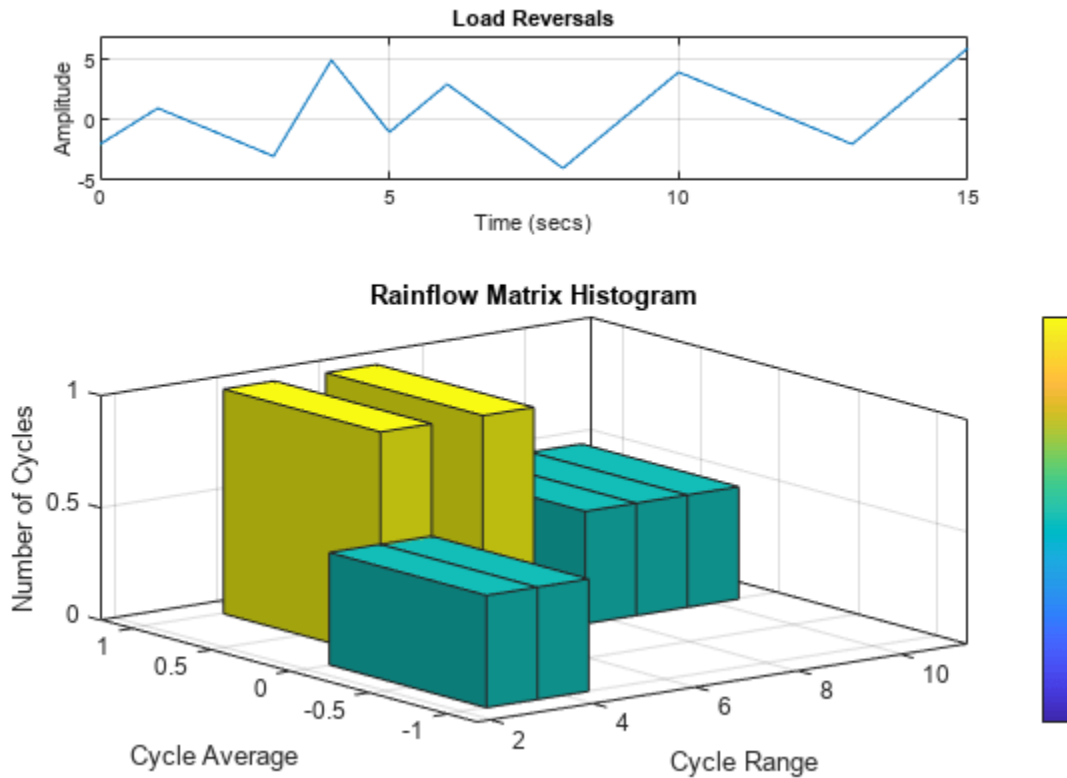 Load Reversals
Amplitude
5
0
-5
0 5 10 15
Time (secs)
Rainflow Matrix Histogram
Number of Cycles
1
0.5
0
1 0.5 0 -0.5 -1
Cycle Average
2 4 6 8 10
Cycle Range